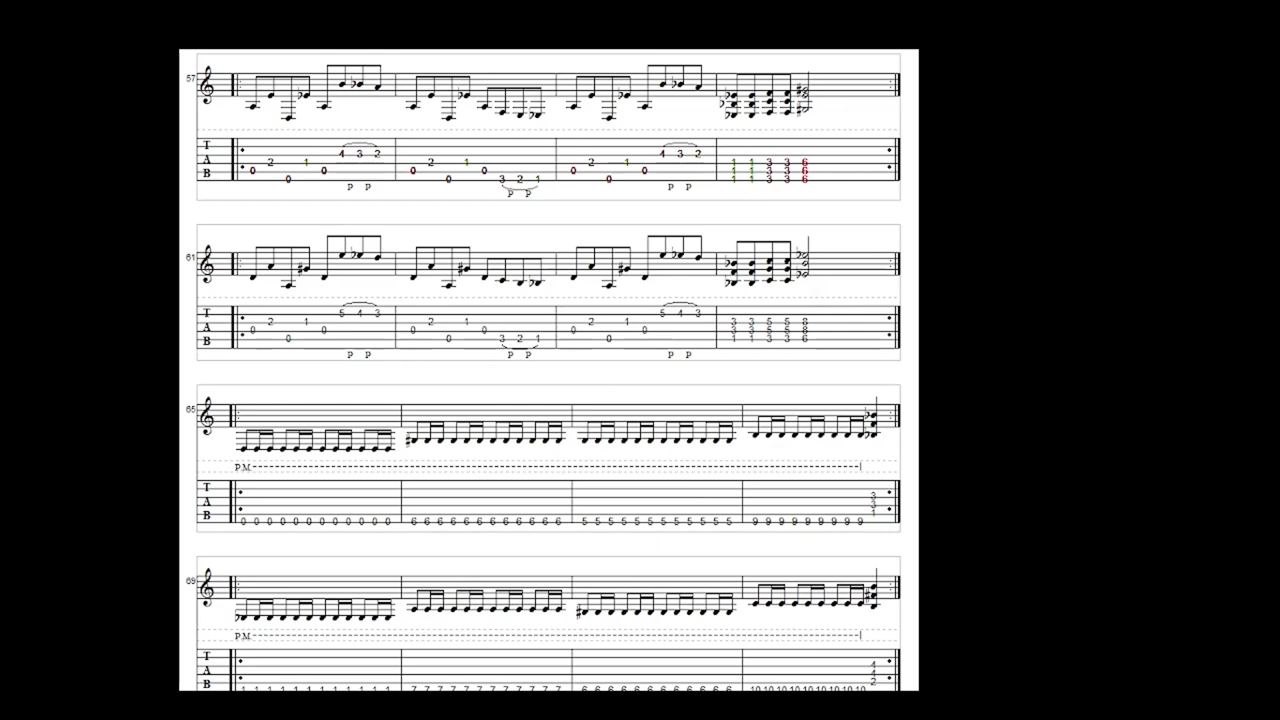 57
T
A
B
4 3 2 4 3 2
2 1 2 1 2 1 1 1 3 3 6
0 0 0 0 0 0 1 1 3 3 6
0 0 3 2 1 0 1 1 3 3 6
P P P P P P
61
T
A
B
5 4 3 5 4 3
2 1 2 1 2 1 3 3 5 5 8
0 0 0 0 0 0 3 3 5 5 8
0 0 3 2 1 0 1 1 3 3 6
P P P P P P
65
P.M.
T
A
B
3
3
1
0 0 0 0 0 0 0 0 0 0 0 0 6 6 6 6 6 6 6 6 6 6 6 6 5 5 5 5 5 5 5 5 5 5 5 5 9 9 9 9 9 9 9 9 9
69
P.M.
T
A
B
4
4
2
1 1 1 1 1 1 1 1 1 1 1 1 7 7 7 7 7 7 7 7 7 7 7 7 6 6 6 6 6 6 6 6 6 6 6 6 10 10 10 10 10 10 10 10 10